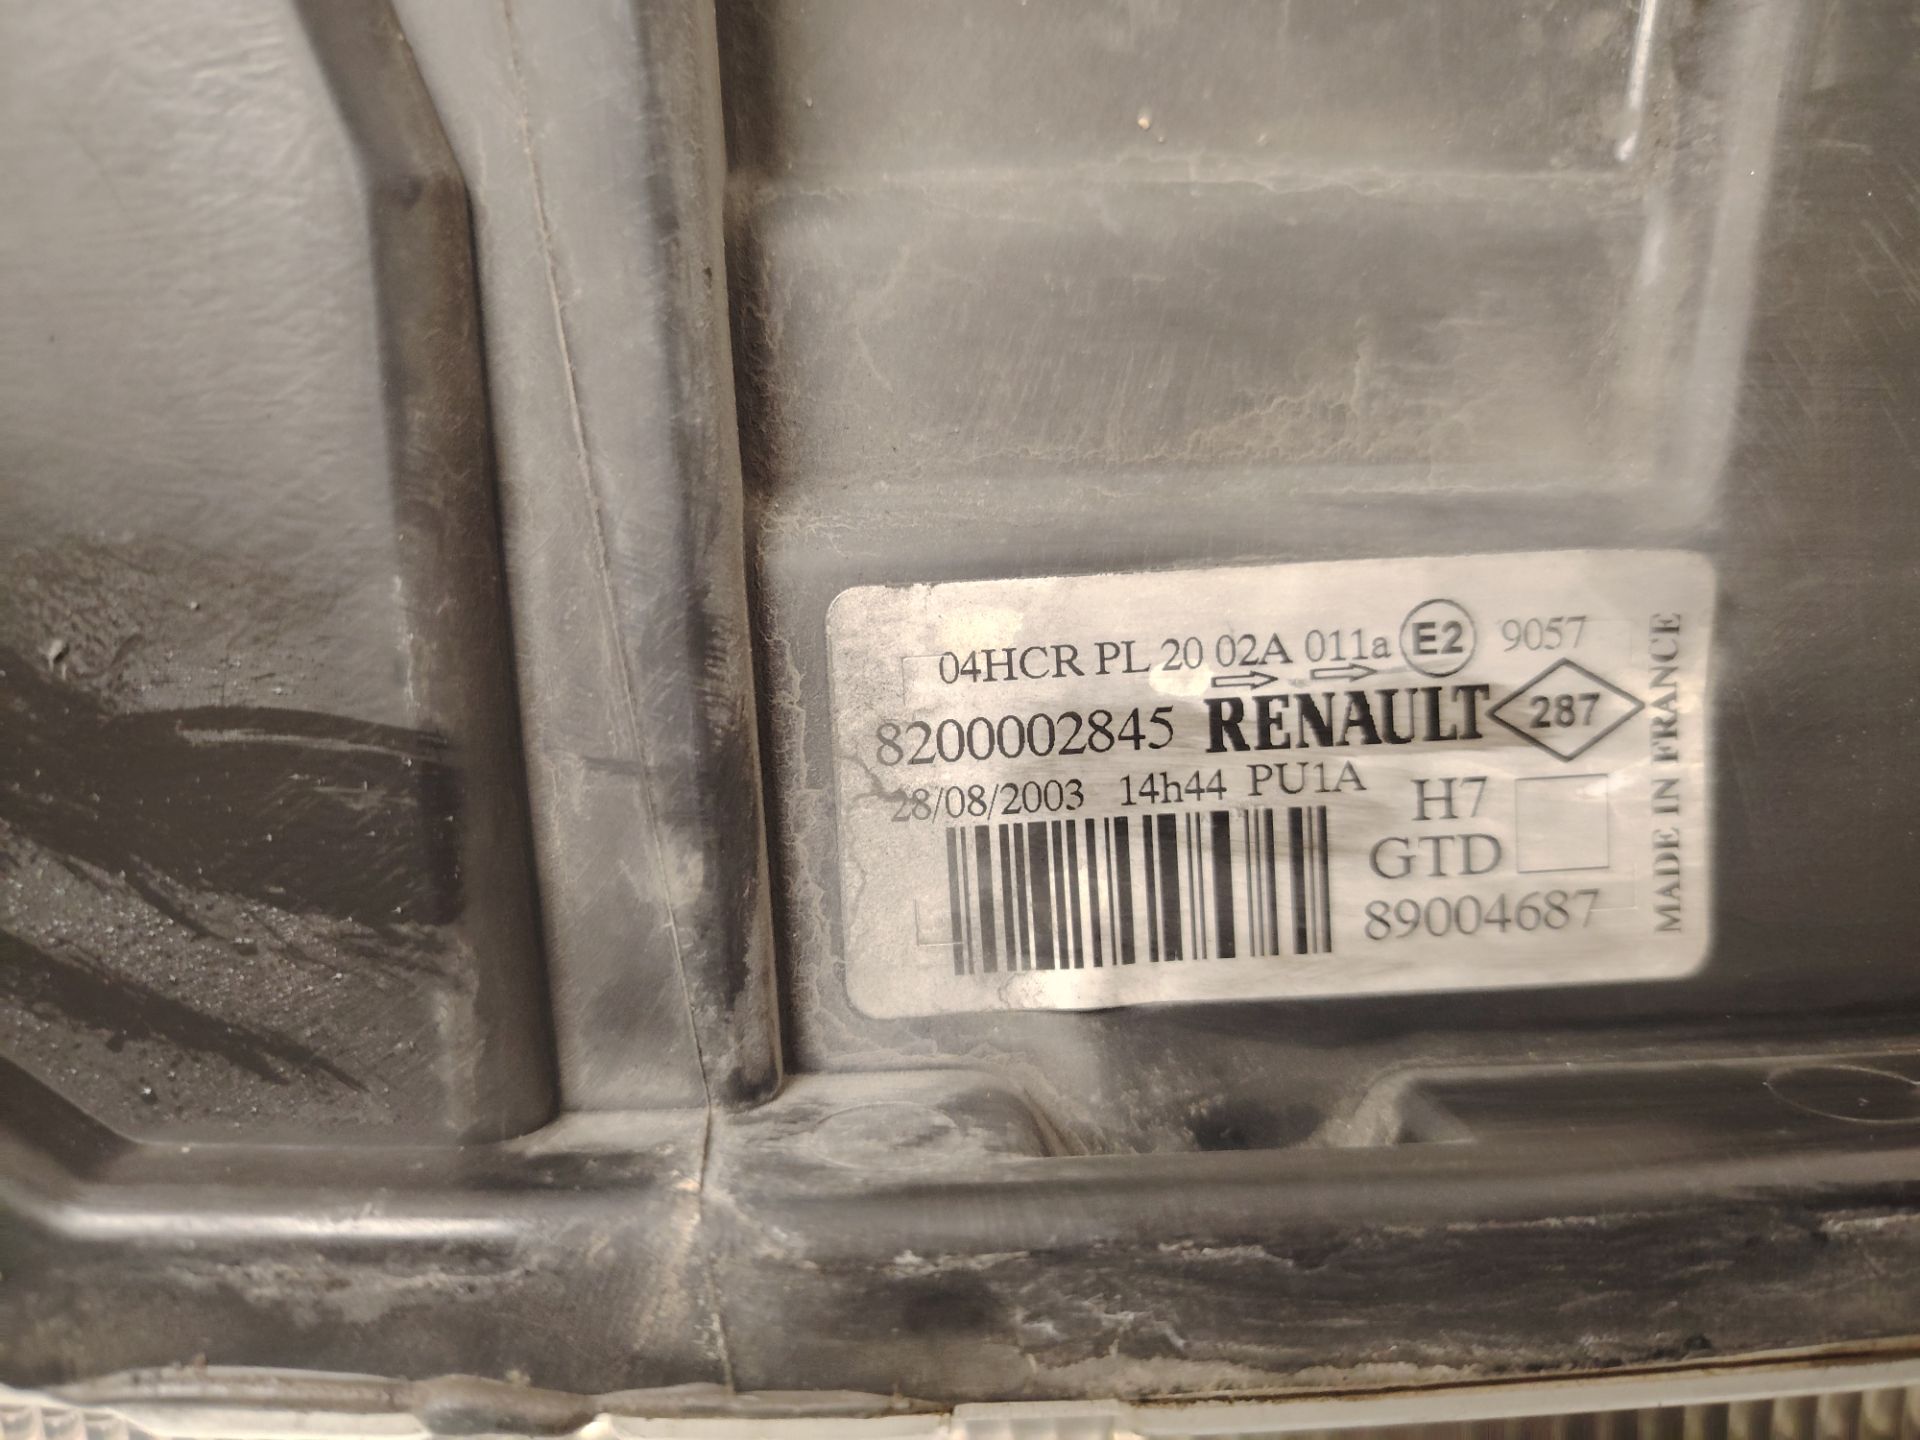 04HCR PL 20 02A 011a E2 9057
8200002845 RENAULT 287
28/08/2003 14h44 PU1A
H7
GTD
89004687
MADE IN FRANCE